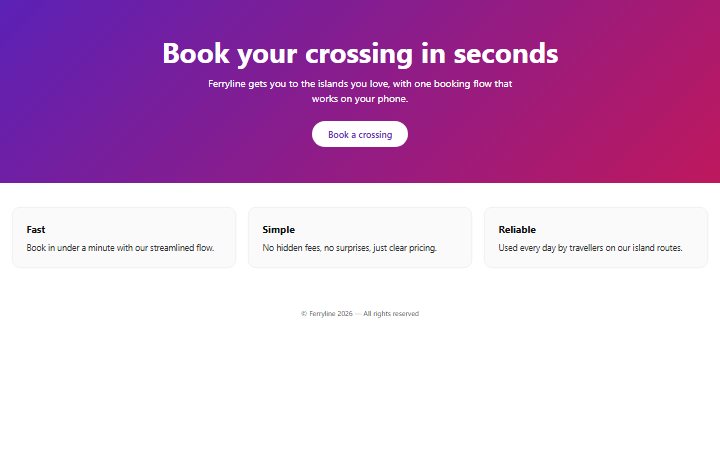 Book your crossing in seconds
Ferryline gets you to the islands you love, with one booking flow that
works on your phone.
Book a crossing
Fast
Book in under a minute with our streamlined flow.
Simple
No hidden fees, no surprises, just clear pricing.
Reliable
Used every day by travellers on our island routes.
© Ferryline 2026 — All rights reserved